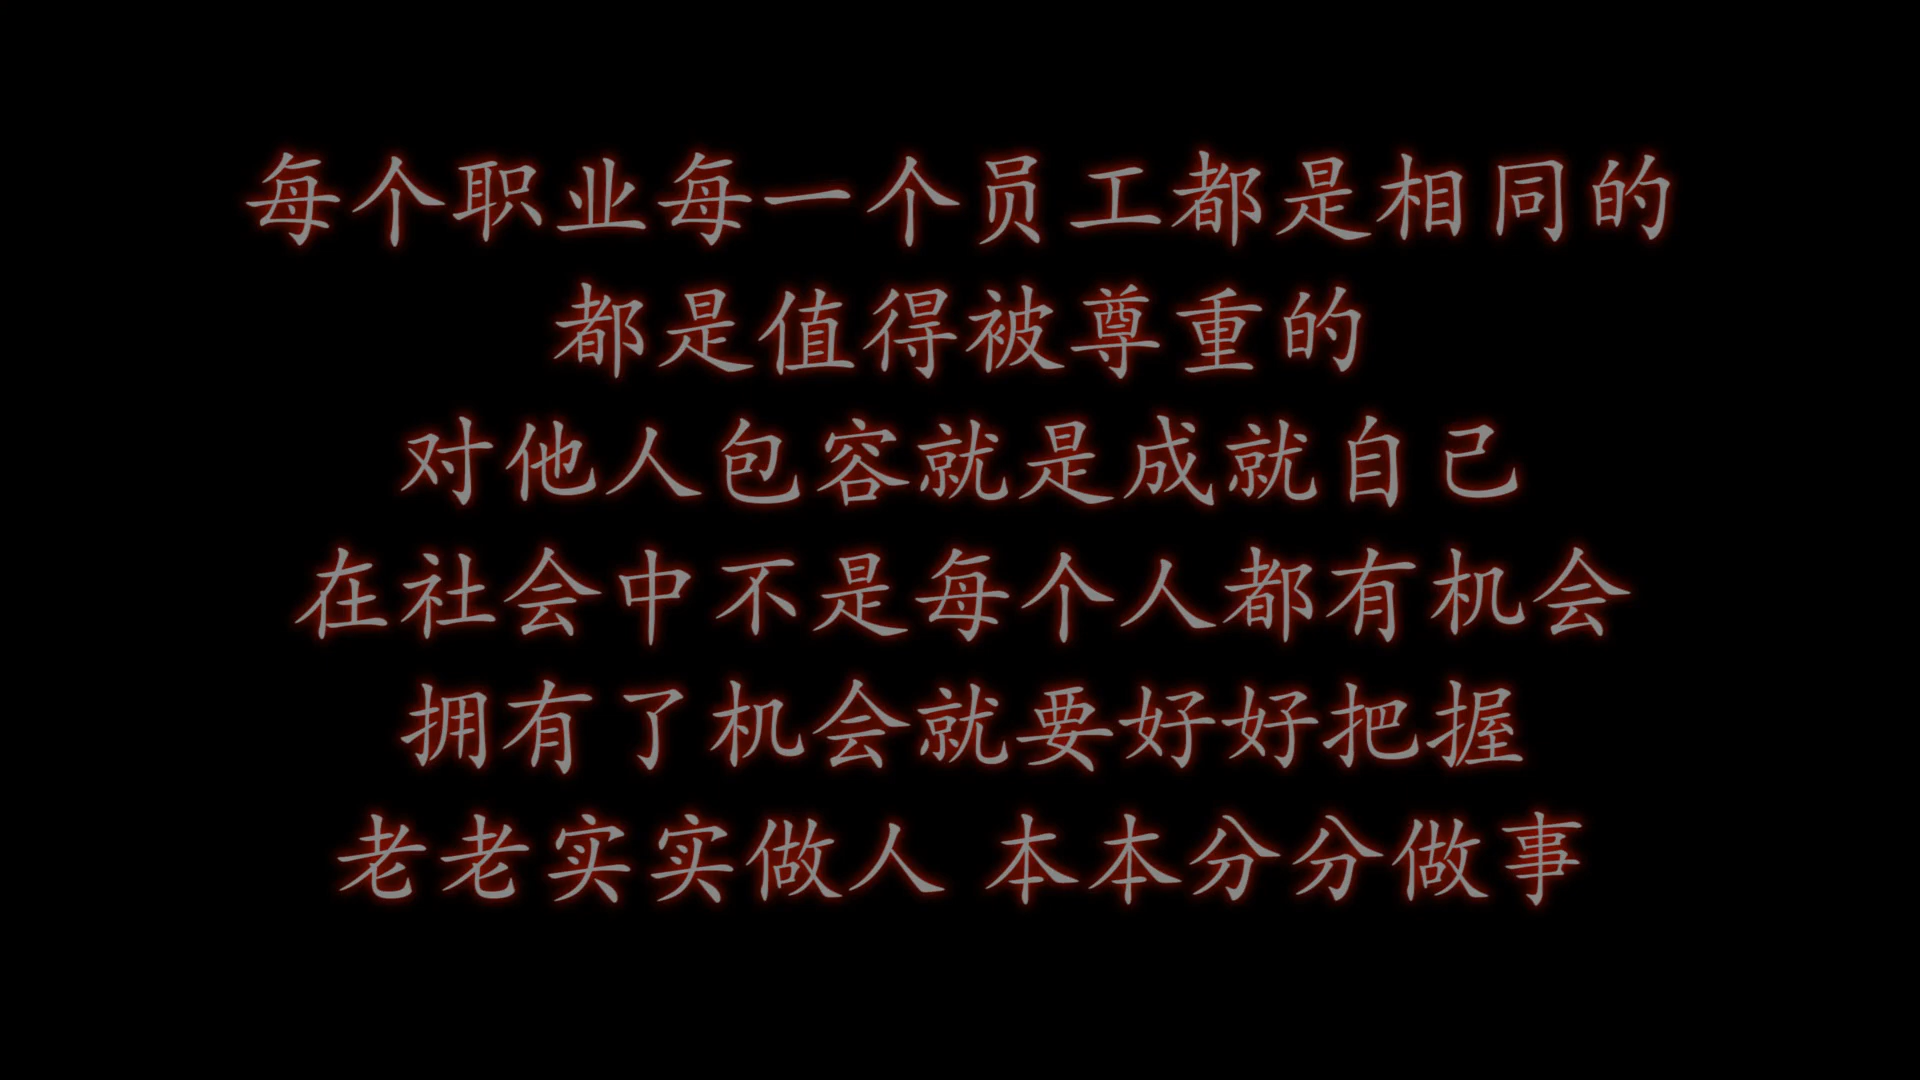 每个职业每一个员工都是相同的
都是值得被尊重的
对他人包容就是成就自己
在社会中不是每个人都有机会
拥有了机会就要好好把握
老老实实做人 本本分分做事